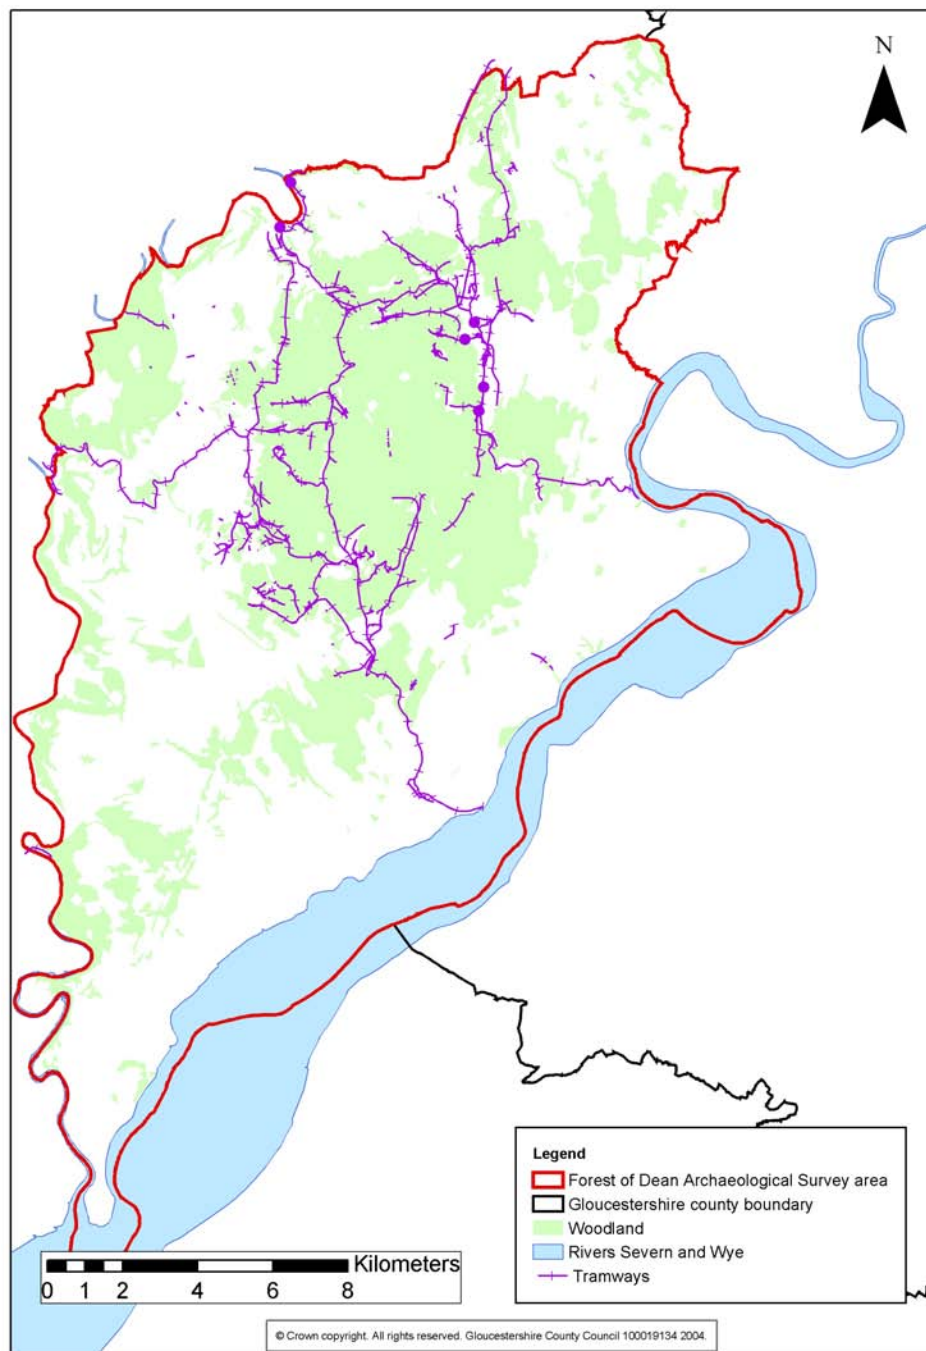 N
Legend
Forest of Dean Archaeological Survey area
Gloucestershire county boundary
Woodland
Rivers Severn and Wye
Tramways
Kilometers
0 1 2 4 6 8
© Crown copyright. All rights reserved. Gloucestershire County Council 100019134 2004.